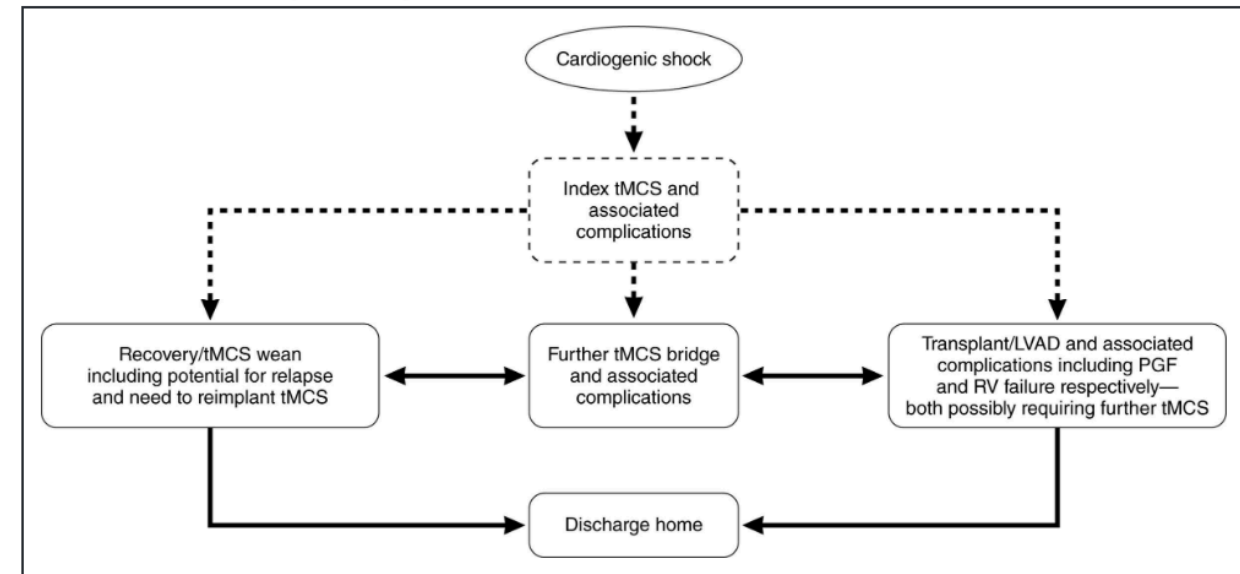 Cardiogenic shock
Index tMCS and
associated
complications
Recovery/tMCS wean
including potential for relapse
and need to reimplant tMCS
Further tMCS bridge
and associated
complications
Transplant/LVAD and associated
complications including PGF
and RV failure respectively—
both possibly requiring further tMCS
Discharge home